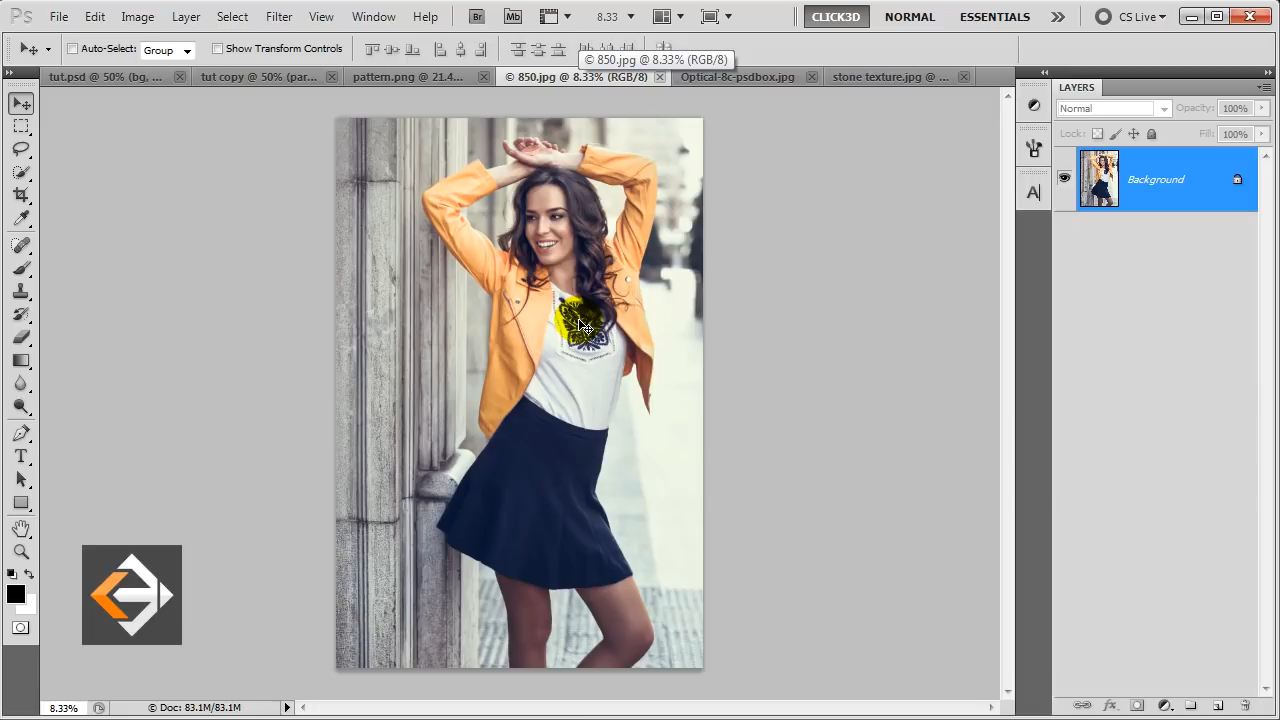 Ps File Edit Image Layer Select Filter View Window Help Br Mb 8.33 CLICK3D NORMAL ESSENTIALS CS Live
Auto-Select: Group Show Transform Controls
© 850.jpg @ 8.33% (RGB/8)
tut.psd @ 50% (bg, ... tut copy @ 50% (par... pattern.png @ 21.4... © 850.jpg @ 8.33% (RGB/8) Optical-8c-psdbox.jpg stone texture.jpg @ ...
LAYERS
Normal Opacity: 100%
Lock: Fill: 100%
Background
A
T
fx
8.33% © Doc: 83.1M/83.1M